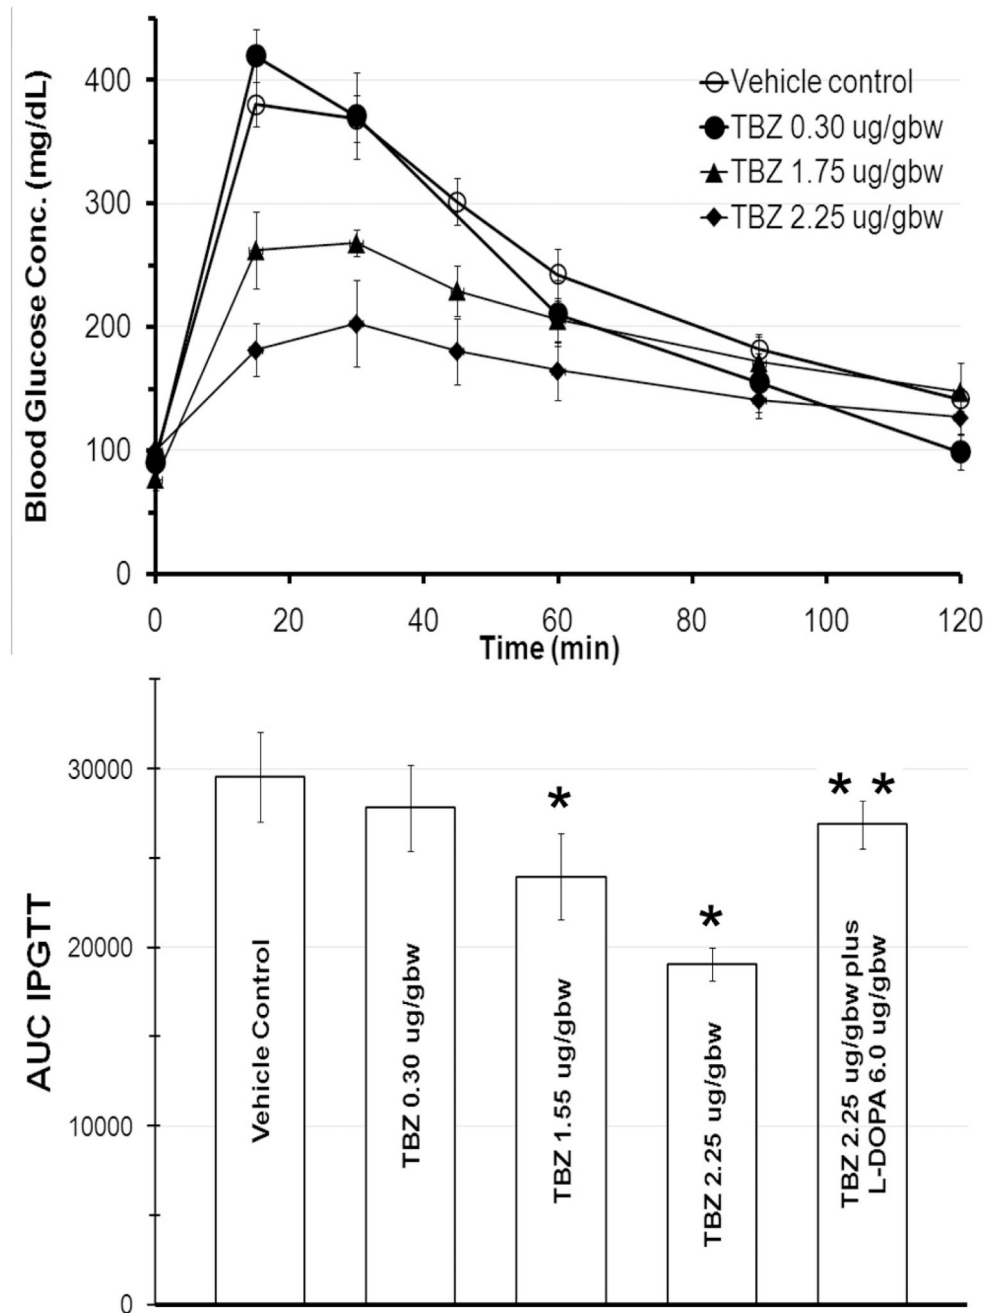 Blood Glucose Conc. (mg/dL)
400
300
200
100
0
Vehicle control
TBZ 0.30 ug/gbw
TBZ 1.75 ug/gbw
TBZ 2.25 ug/gbw
0 20 40 60 80 100 120
Time (min)
AUC IPGTT
30000
20000
10000
0
Vehicle Control
TBZ 0.30 ug/gbw
*
TBZ 1.55 ug/gbw
*
TBZ 2.25 ug/gbw
* *
TBZ 2.25 ug/gbw plus
L-DOPA 6.0 ug/gbw